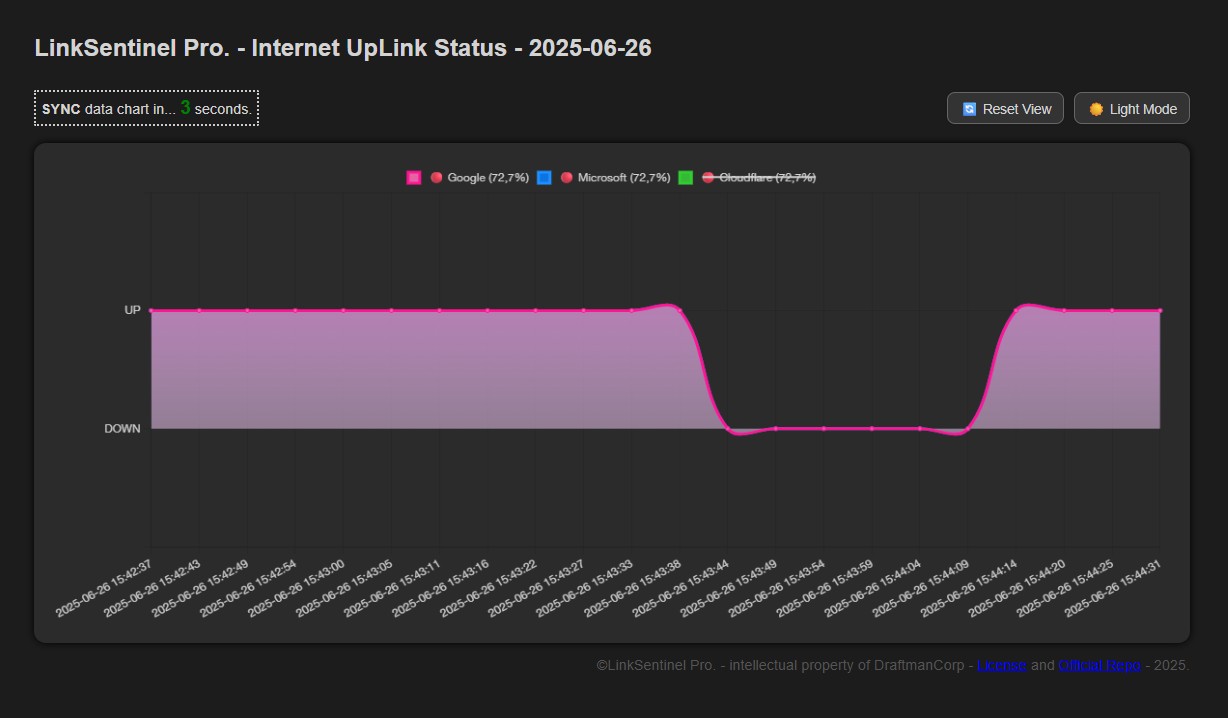 LinkSentinel Pro. - Internet UpLink Status - 2025-06-26
SYNC data chart in... 3 seconds.
Reset View
Light Mode
Google (72,7%) Microsoft (72,7%) Cloudflare (72,7%)
UP
DOWN
2025-06-26 15:42:37
2025-06-26 15:42:43
2025-06-26 15:42:49
2025-06-26 15:42:54
2025-06-26 15:43:00
2025-06-26 15:43:05
2025-06-26 15:43:11
2025-06-26 15:43:16
2025-06-26 15:43:22
2025-06-26 15:43:27
2025-06-26 15:43:33
2025-06-26 15:43:38
2025-06-26 15:43:44
2025-06-26 15:43:49
2025-06-26 15:43:54
2025-06-26 15:43:59
2025-06-26 15:44:04
2025-06-26 15:44:09
2025-06-26 15:44:14
2025-06-26 15:44:20
2025-06-26 15:44:25
2025-06-26 15:44:31
©LinkSentinel Pro. - intellectual property of DraftmanCorp - License and Official Repo - 2025.